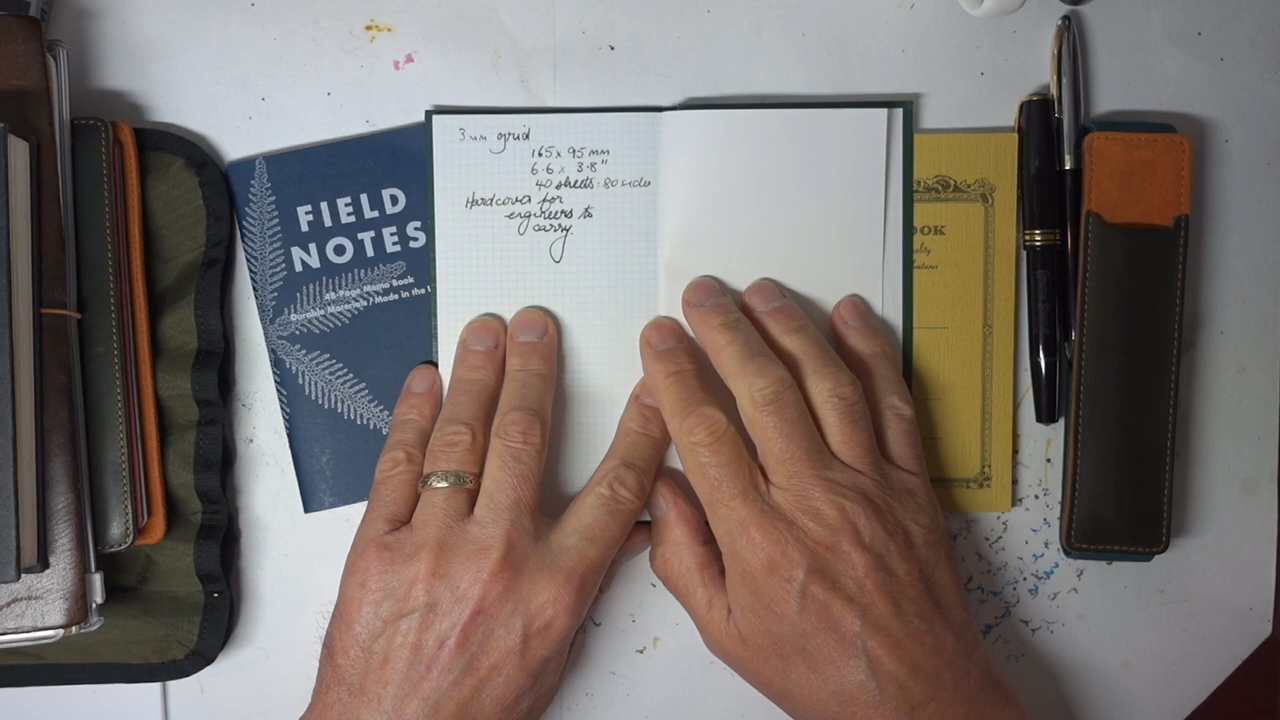 FIELD
NOTES
48-Page Memo Book
Durable Materials / Made in the
3mm grid
165 x 95 mm
6.6 x 3.8"
40 sheets: 80 sides
Hardcover for
engineers to
carry.